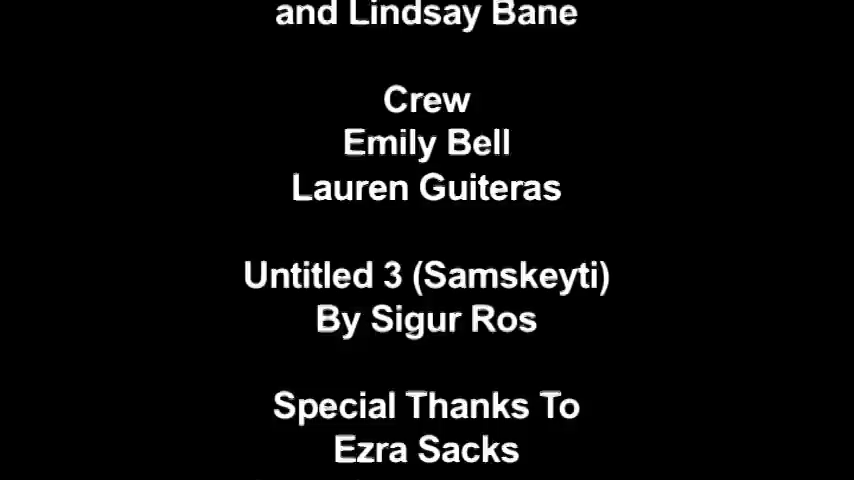 and Lindsay Bane
Crew
Emily Bell
Lauren Guiteras
Untitled 3 (Samskeyti)
By Sigur Ros
Special Thanks To
Ezra Sacks